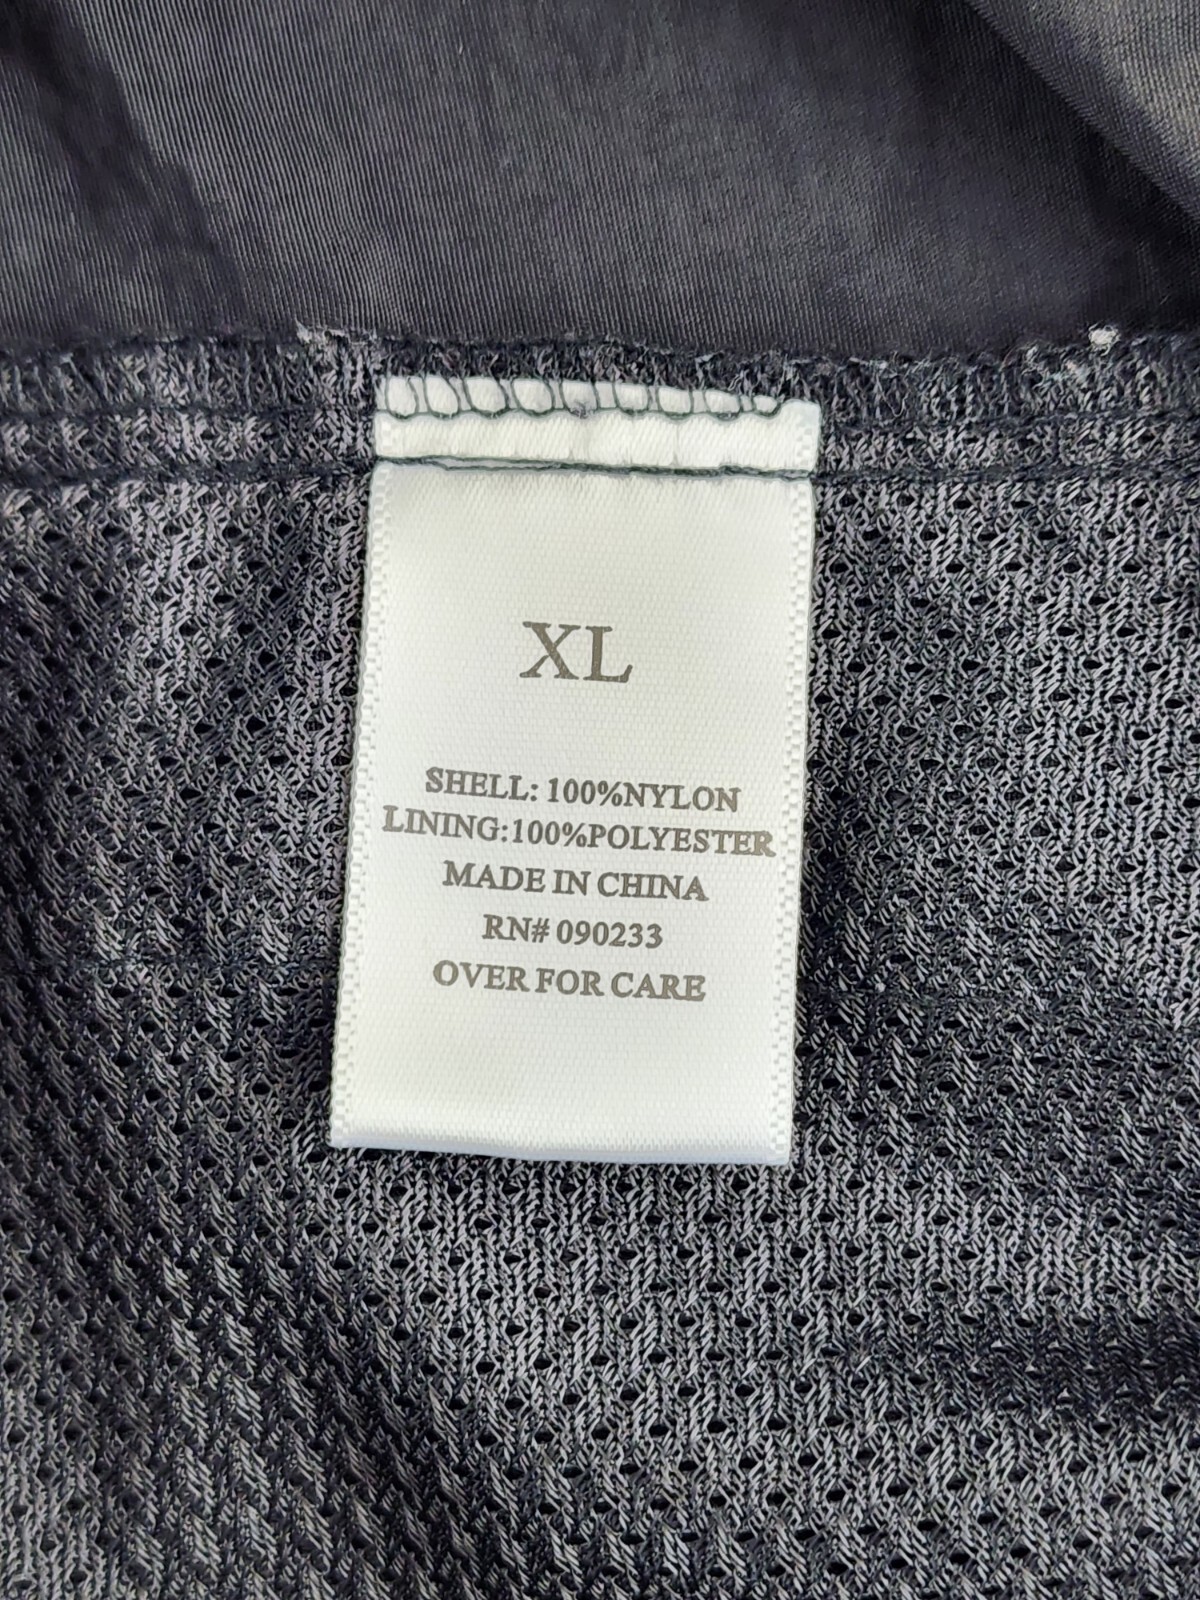 XL
SHELL: 100%NYLON
LINING:100%POLYESTER
MADE IN CHINA
RN# 090233
OVER FOR CARE